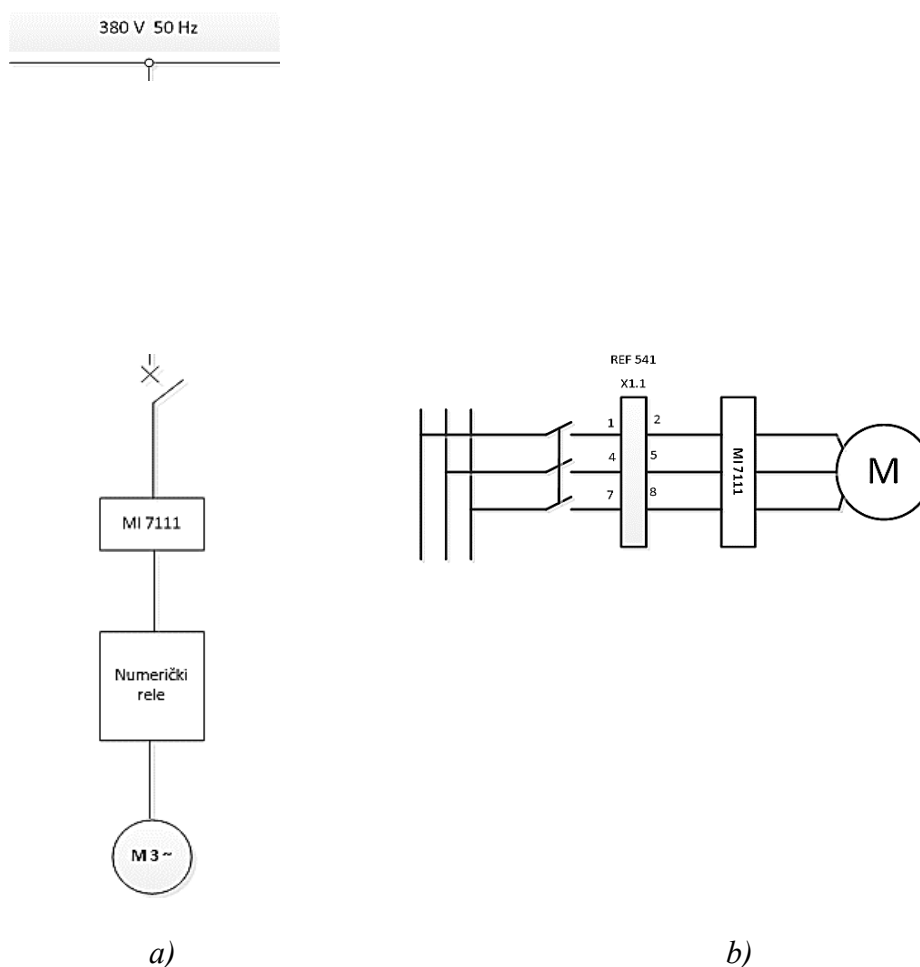 380 V 50 Hz
MI 7111
Numerički
rele
M 3 ~
a)
REF 541
X1.1
1
2
4
5
7
8
MI 7111
M
b)